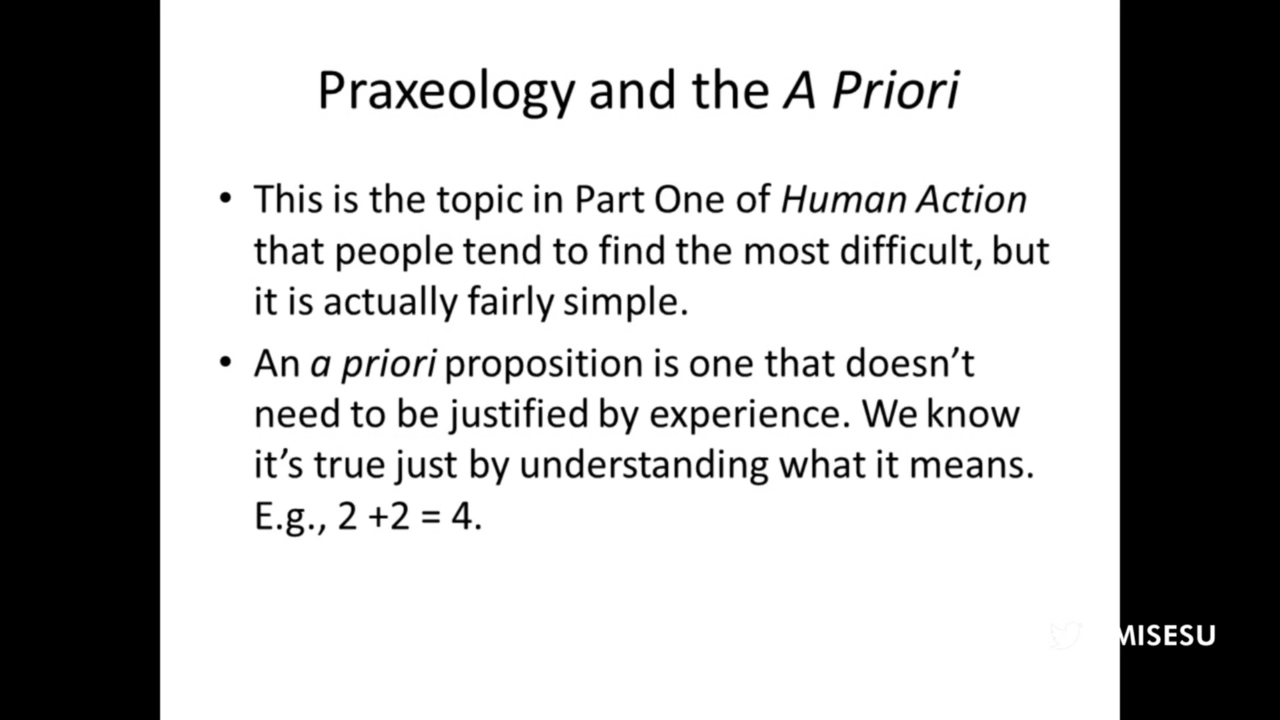 Praxeology and the A Priori
• This is the topic in Part One of Human Action
that people tend to find the most difficult, but
it is actually fairly simple.
• An a priori proposition is one that doesn’t
need to be justified by experience. We know
it’s true just by understanding what it means.
E.g., 2 +2 = 4.
MISESU